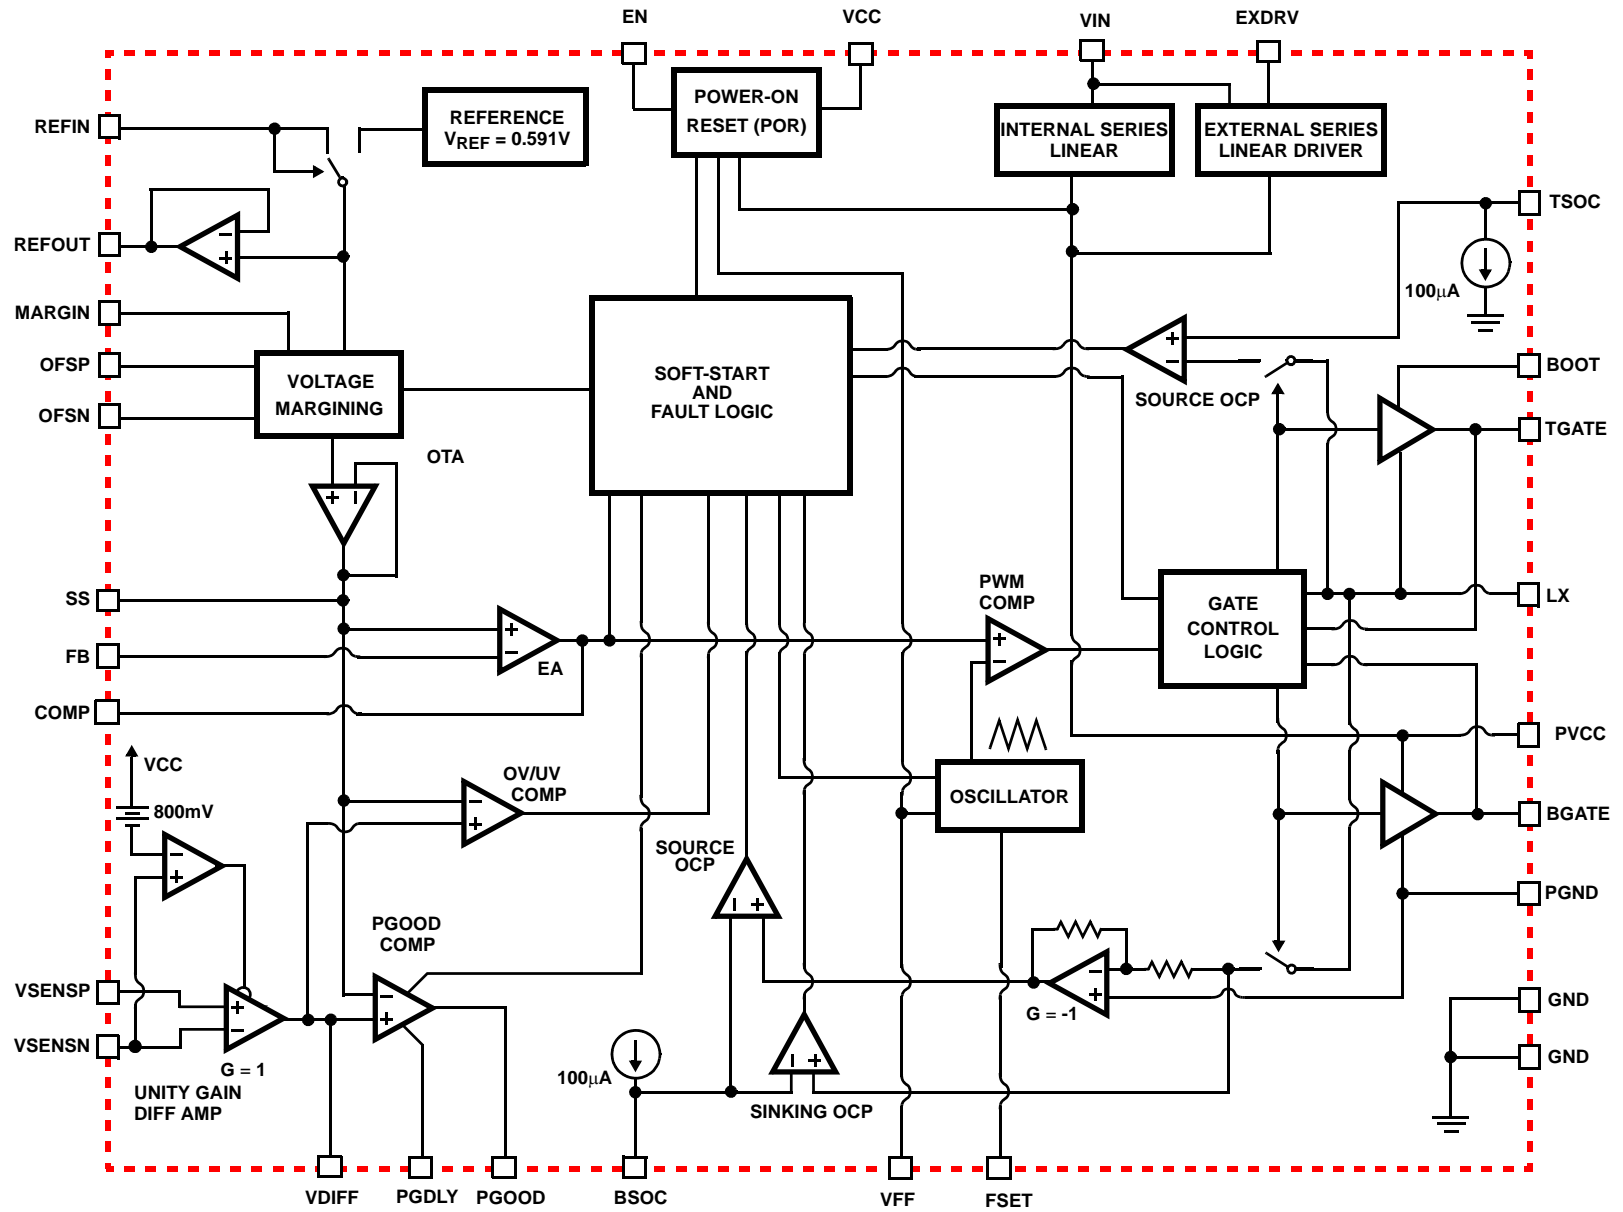 EN
VCC
VIN
EXDRV
REFIN
REFERENCE
VREF = 0.591V
POWER-ON
RESET (POR)
INTERNAL SERIES
LINEAR
EXTERNAL SERIES
LINEAR DRIVER
TSOC
REFOUT
100µA
MARGIN
OFSP
OFSN
VOLTAGE
MARGINING
SOFT-START
AND
FAULT LOGIC
SOURCE OCP
BOOT
TGATE
OTA
SS
FB
COMP
EA
PWM
COMP
GATE
CONTROL
LOGIC
LX
PVCC
VCC
800mV
OV/UV
COMP
OSCILLATOR
BGATE
SOURCE
OCP
PGND
PGOOD
COMP
VSENSP
VSENSN
G = 1
UNITY GAIN
DIFF AMP
100µA
SINKING OCP
G = -1
GND
GND
VDIFF
PGDLY
PGOOD
BSOC
VFF
FSET